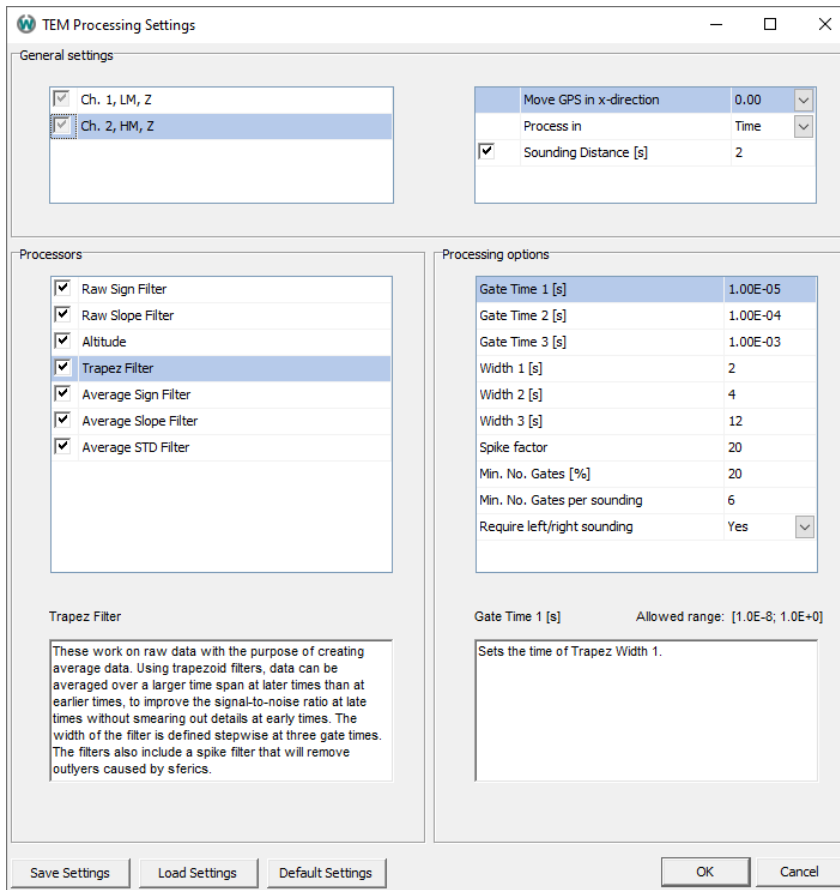 TEM Processing Settings
General settings
Ch. 1, LM, Z
Ch. 2, HM, Z
Move GPS in x-direction 0.00
Process in Time
Sounding Distance [s] 2
Processors
Raw Sign Filter
Raw Slope Filter
Altitude
Trapez Filter
Average Sign Filter
Average Slope Filter
Average STD Filter
Trapez Filter
These work on raw data with the purpose of creating
average data. Using trapezoid filters, data can be
averaged over a larger time span at later times than at
earlier times, to improve the signal-to-noise ratio at late
times without smearing out details at early times. The
width of the filter is defined stepwise at three gate times.
The filters also include a spike filter that will remove
outlyers caused by sferics.
Processing options
Gate Time 1 [s] 1.00E-05
Gate Time 2 [s] 1.00E-04
Gate Time 3 [s] 1.00E-03
Width 1 [s] 2
Width 2 [s] 4
Width 3 [s] 12
Spike factor 20
Min. No. Gates [%] 20
Min. No. Gates per sounding 6
Require left/right sounding Yes
Gate Time 1 [s] Allowed range: [1.0E-8; 1.0E+0]
Sets the time of Trapez Width 1.
Save Settings Load Settings Default Settings OK Cancel